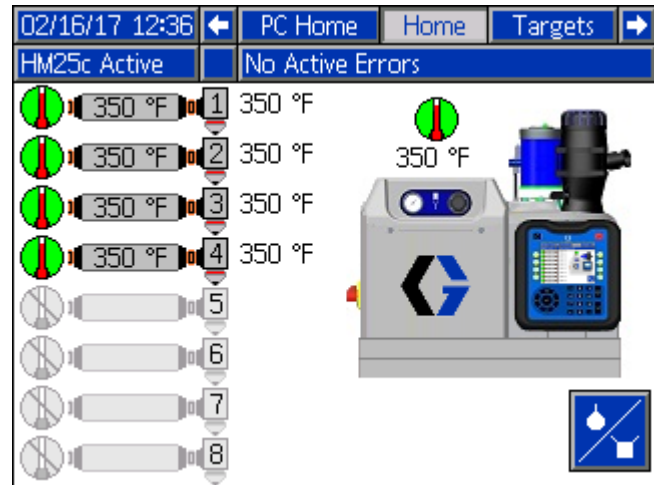 02/16/17 12:36 PC Home Home Targets
HM25c Active No Active Errors
350 °F 1 350 °F
350 °F 2 350 °F
350 °F 3 350 °F
350 °F 4 350 °F
5
6
7
8
350 °F